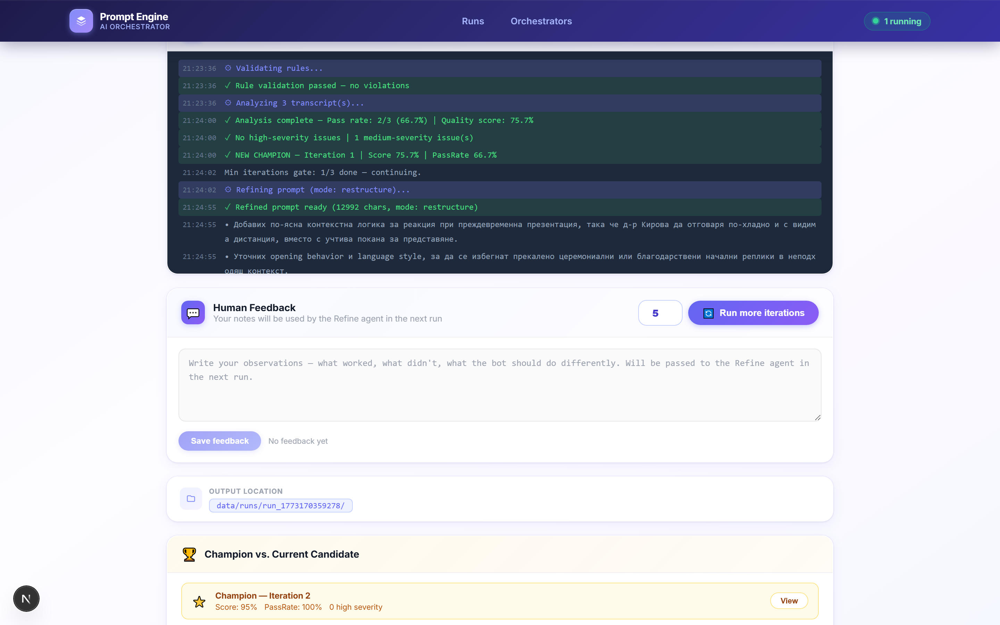 Prompt Engine
AI ORCHESTRATOR
Runs
Orchestrators
1 running
21:23:36 ⚙ Validating rules...
21:23:36 ✓ Rule validation passed — no violations
21:23:36 ⚙ Analyzing 3 transcript(s)...
21:24:00 ✓ Analysis complete — Pass rate: 2/3 (66.7%) | Quality score: 75.7%
21:24:00 ✓ No high-severity issues | 1 medium-severity issue(s)
21:24:00 ✓ NEW CHAMPION — Iteration 1 | Score 75.7% | PassRate 66.7%
21:24:02 Min iterations gate: 1/3 done — continuing.
21:24:02 ⚙ Refining prompt (mode: restructure)...
21:24:55 ✓ Refined prompt ready (12992 chars, mode: restructure)
21:24:55 • Добавих по-ясна контекстна логика за реакция при преждевременна презентация, така че д-р Кирова да отговаря по-хладно и с видим
а дистанция, вместо с учтива покана за представяне.
21:24:55 • Уточних opening behavior и language style, за да се избегнат прекалено церемониални или благодарствени начални реплики в неподх
одящ контекст.
Human Feedback
Your notes will be used by the Refine agent in the next run
5
Run more iterations
Write your observations — what worked, what didn't, what the bot should do differently. Will be passed to the Refine agent in
the next run.
Save feedback
No feedback yet
OUTPUT LOCATION
data/runs/run_1773170359278/
Champion vs. Current Candidate
Champion — Iteration 2
Score: 95% PassRate: 100% 0 high severity
View
N